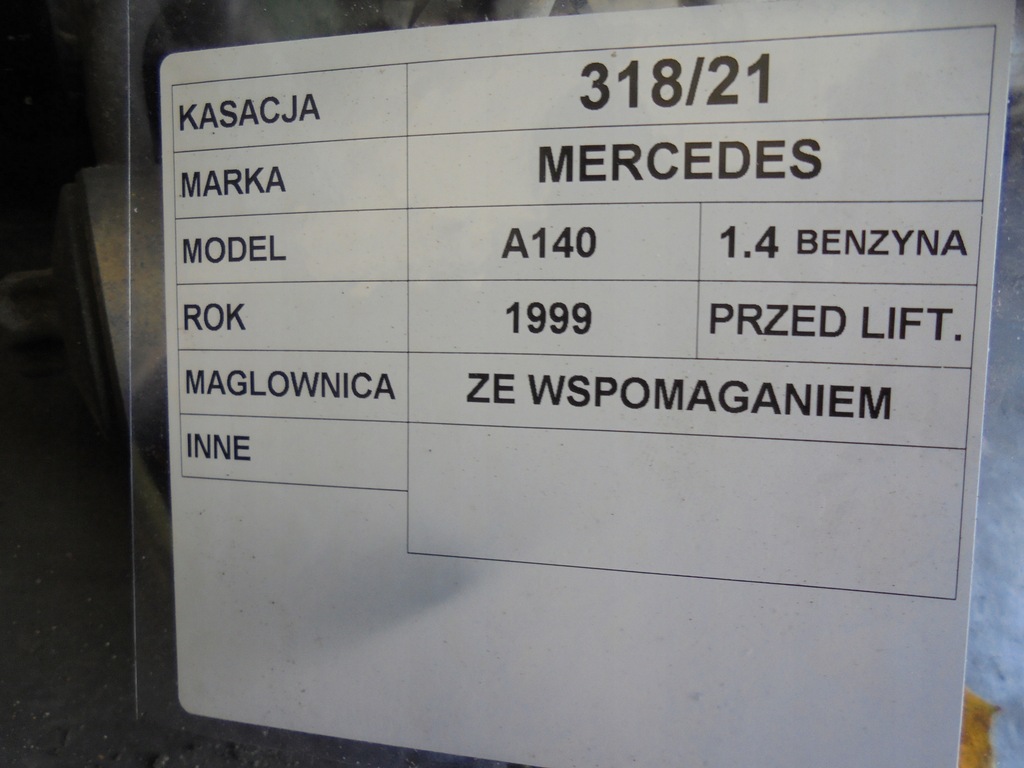 KASACJA 318/21
MARKA MERCEDES
MODEL A140 1.4 BENZYNA
ROK 1999 PRZED LIFT.
MAGLOWNICA ZE WSPOMAGANIEM
INNE